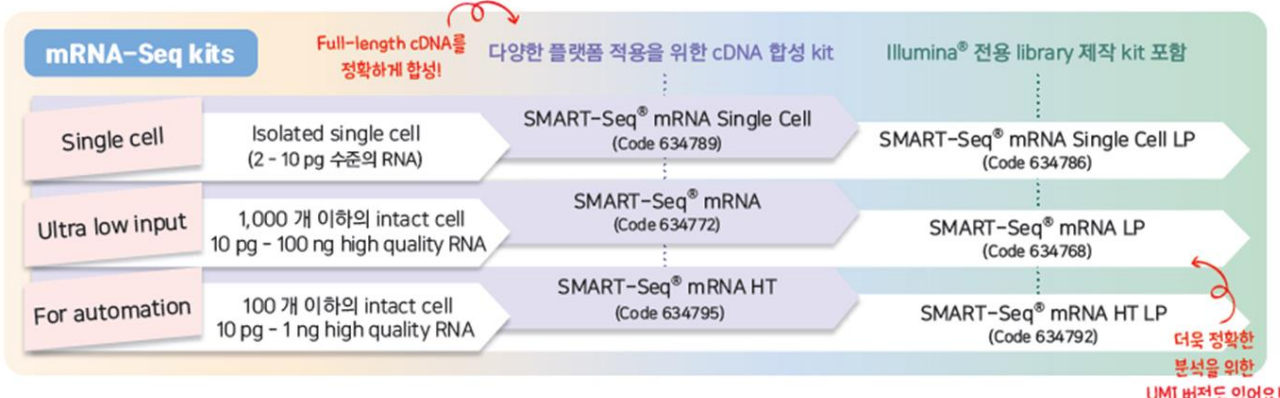 mRNA-Seq kits
Full-length cDNA를
정확하게 합성!
다양한 플랫폼 적용을 위한 cDNA 합성 kit
Illumina® 전용 library 제작 kit 포함
Single cell
Isolated single cell
(2 - 10 pg 수준의 RNA)
SMART-Seq® mRNA Single Cell
(Code 634789)
SMART-Seq® mRNA Single Cell LP
(Code 634786)
Ultra low input
1,000 개 이하의 intact cell
10 pg - 100 ng high quality RNA
SMART-Seq® mRNA
(Code 634772)
SMART-Seq® mRNA LP
(Code 634768)
For automation
100 개 이하의 intact cell
10 pg - 1 ng high quality RNA
SMART-Seq® mRNA HT
(Code 634795)
SMART-Seq® mRNA HT LP
(Code 634792)
더욱 정확한
분석을 위한
UMI 버전도 있어요!